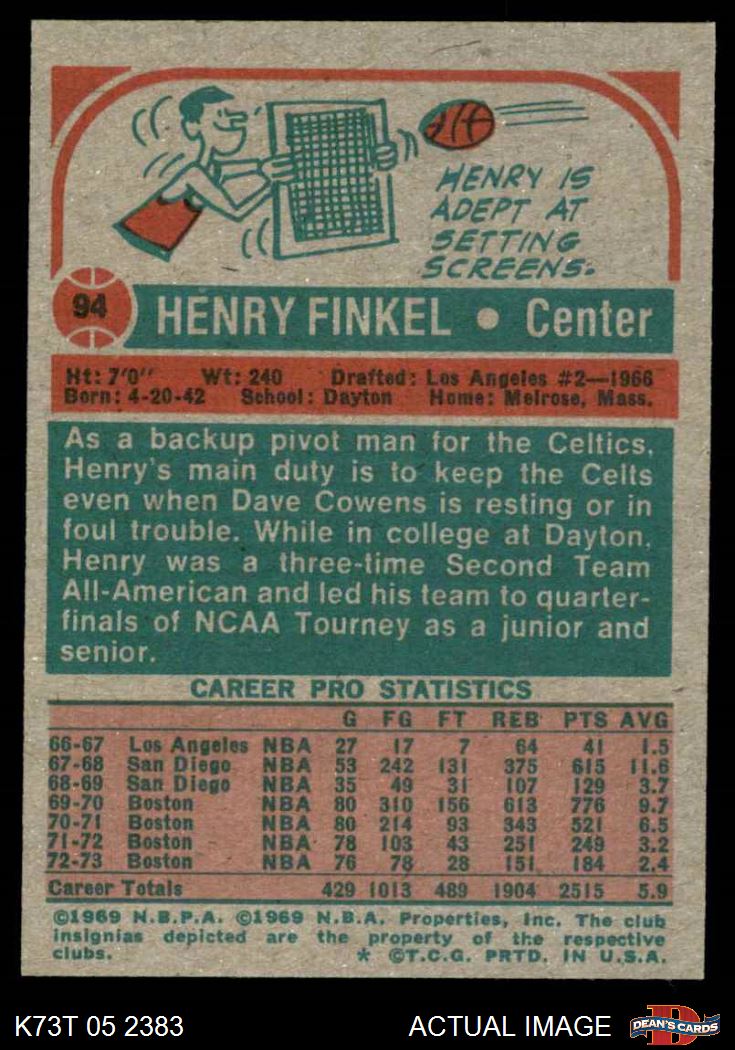 HENRY IS
ADEPT AT
SETTING
SCREENS.
94 HENRY FINKEL • Center
Ht: 7'0" Wt: 240 Drafted: Los Angeles #2—1966
Born: 4-20-42 School: Dayton Home: Melrose, Mass.
As a backup pivot man for the Celtics,
Henry's main duty is to keep the Celts
even when Dave Cowens is resting or in
foul trouble. While in college at Dayton,
Henry was a three-time Second Team
All-American and led his team to quarter-
finals of NCAA Tourney as a junior and
senior.
CAREER PRO STATISTICS
G FG FT REB PTS AVG
66-67 Los Angeles NBA 27 17 7 64 41 1.5
67-68 San Diego NBA 53 242 131 375 615 11.6
68-69 San Diego NBA 35 49 31 107 129 3.7
69-70 Boston NBA 80 310 156 613 776 9.7
70-71 Boston NBA 80 214 93 343 521 6.5
71-72 Boston NBA 78 103 43 251 249 3.2
72-73 Boston NBA 76 78 28 151 184 2.4
Career Totals 429 1013 489 1904 2515 5.9
©1969 N.B.P.A. ©1969 N.B.A. Properties, Inc. The club
insignias depicted are the property of the respective
clubs. * ©T.C.G. PRTD. IN U.S.A.
K73T 05 2383 ACTUAL IMAGE D DEAN'S CARDS